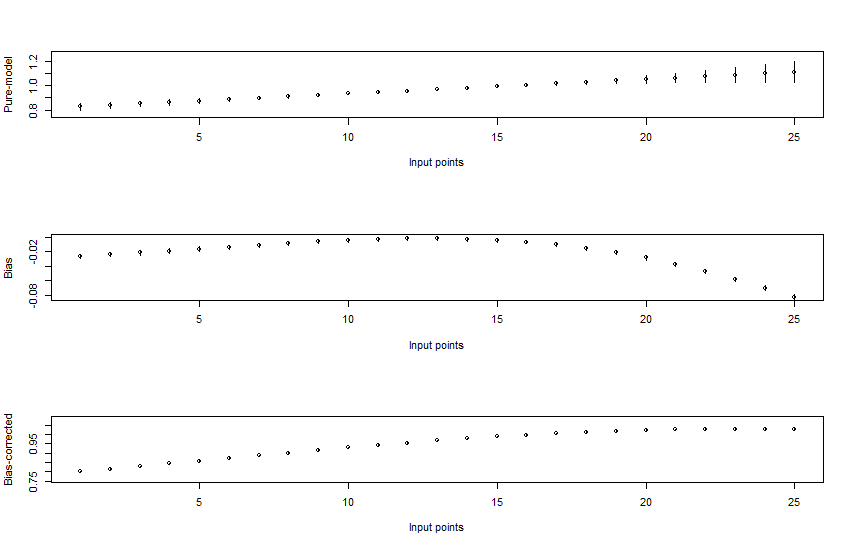 Pure-model
0.8 1.0 1.2
5 10 15 20 25
Input points
Bias
-0.08 -0.02
5 10 15 20 25
Input points
Bias-corrected
0.75 0.95
5 10 15 20 25
Input points